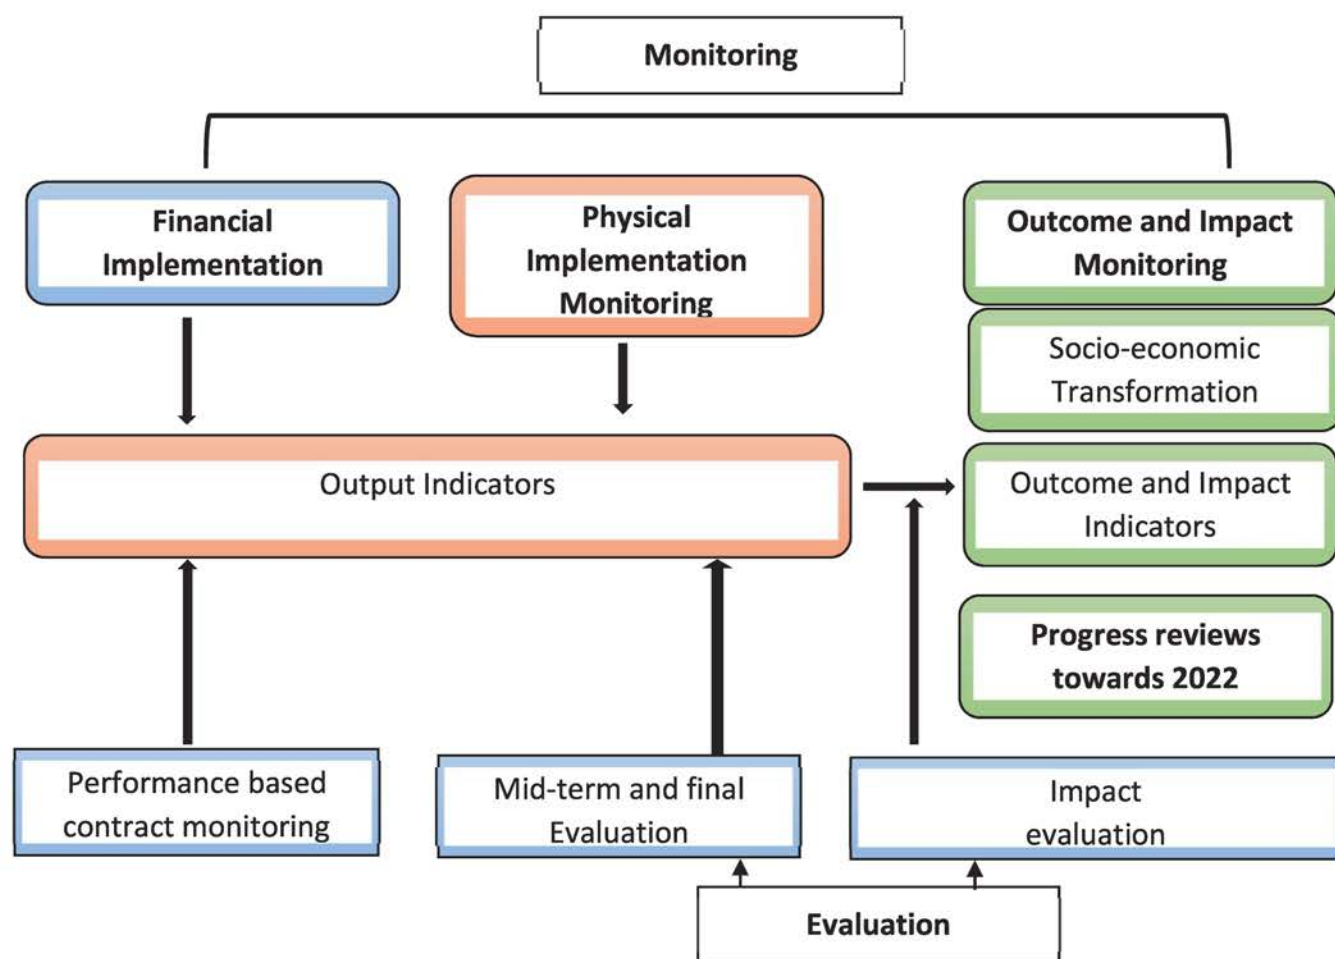 Monitoring
Financial
Implementation
Physical
Implementation
Monitoring
Outcome and Impact
Monitoring
Socio-economic
Transformation
Output Indicators
Outcome and Impact
Indicators
Progress reviews
towards 2022
Performance based
contract monitoring
Mid-term and final
Evaluation
Impact
evaluation
Evaluation